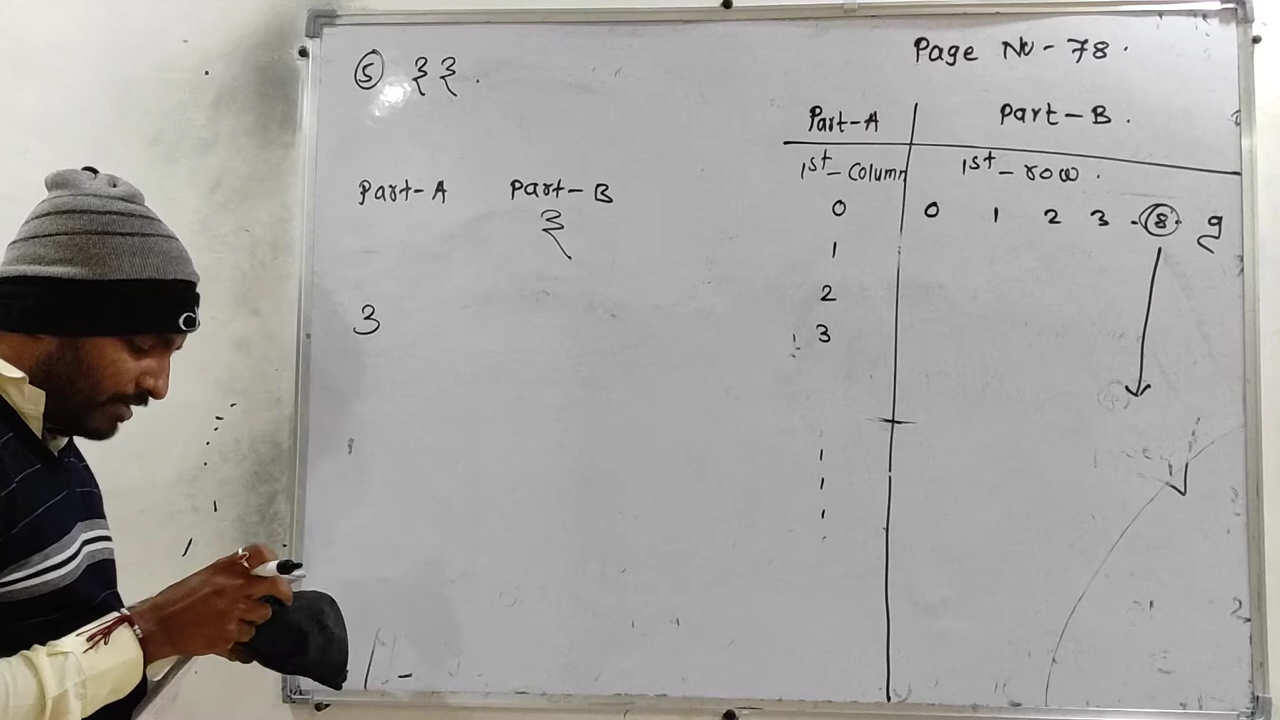 ⑤ ३३.
Part-A Part-B
३
3
Page No - 78.
Part-A Part-B.
1st-Column 1st-row.
0 0 1 2 3 - ⑧ - 9
1
2
3